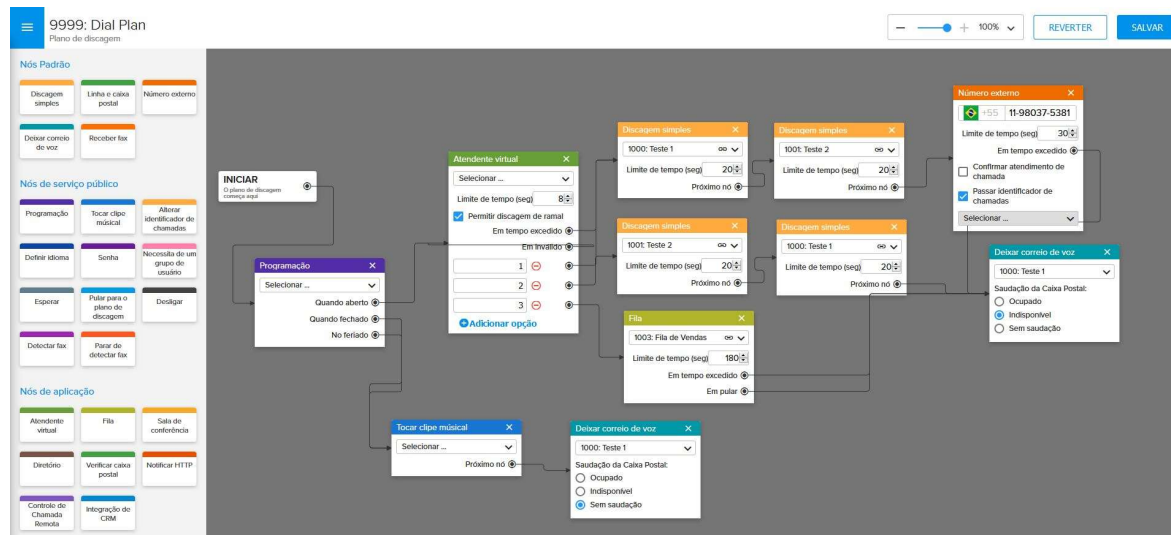 9999: Dial Plan
Plano de discagem
100%
REVERTER
SALVAR
Nós Padrão
Discagem simples
Linha e caixa postal
Número externo
Deixar correio de voz
Receber fax
Nós de serviço público
Programação
Tocar clipe músical
Alterar identificador de chamadas
Definir idioma
Senha
Necessita de um grupo de usuário
Esperar
Pular para o plano de discagem
Desligar
Detectar fax
Parar de detectar fax
Nós de aplicação
Atendente virtual
Fila
Sala de conferência
Diretório
Verificar caixa postal
Notificar HTTP
Controle de Chamada Remota
Integração de CRM
INICIAR
O plano de discagem
começa aqui
Programação
Selecionar ...
Quando aberto
Quando fechado
No feriado
Atendente virtual
Selecionar ...
Limite de tempo (seg) 8
Permitir discagem de ramal
Em tempo excedido
Em inválido
1
2
3
Adicionar opção
Discagem simples
1000: Teste 1
Limite de tempo (seg) 20
Próximo nó
Discagem simples
1001: Teste 2
Limite de tempo (seg) 20
Próximo nó
Número externo
+55 11-98037-5381
Limite de tempo (seg) 30
Em tempo excedido
Confirmar atendimento de
chamada
Passar identificador de
chamadas
Selecionar ...
Discagem simples
1001: Teste 2
Limite de tempo (seg) 20
Próximo nó
Discagem simples
1000: Teste 1
Limite de tempo (seg) 20
Próximo nó
Deixar correio de voz
1000: Teste 1
Saudação da Caixa Postal:
Ocupado
Indisponível
Sem saudação
Fila
1003: Fila de Vendas
Limite de tempo (seg) 180
Em tempo excedido
Em pular
Tocar clipe músical
Selecionar ...
Próximo nó
Deixar correio de voz
1000: Teste 1
Saudação da Caixa Postal:
Ocupado
Indisponível
Sem saudação